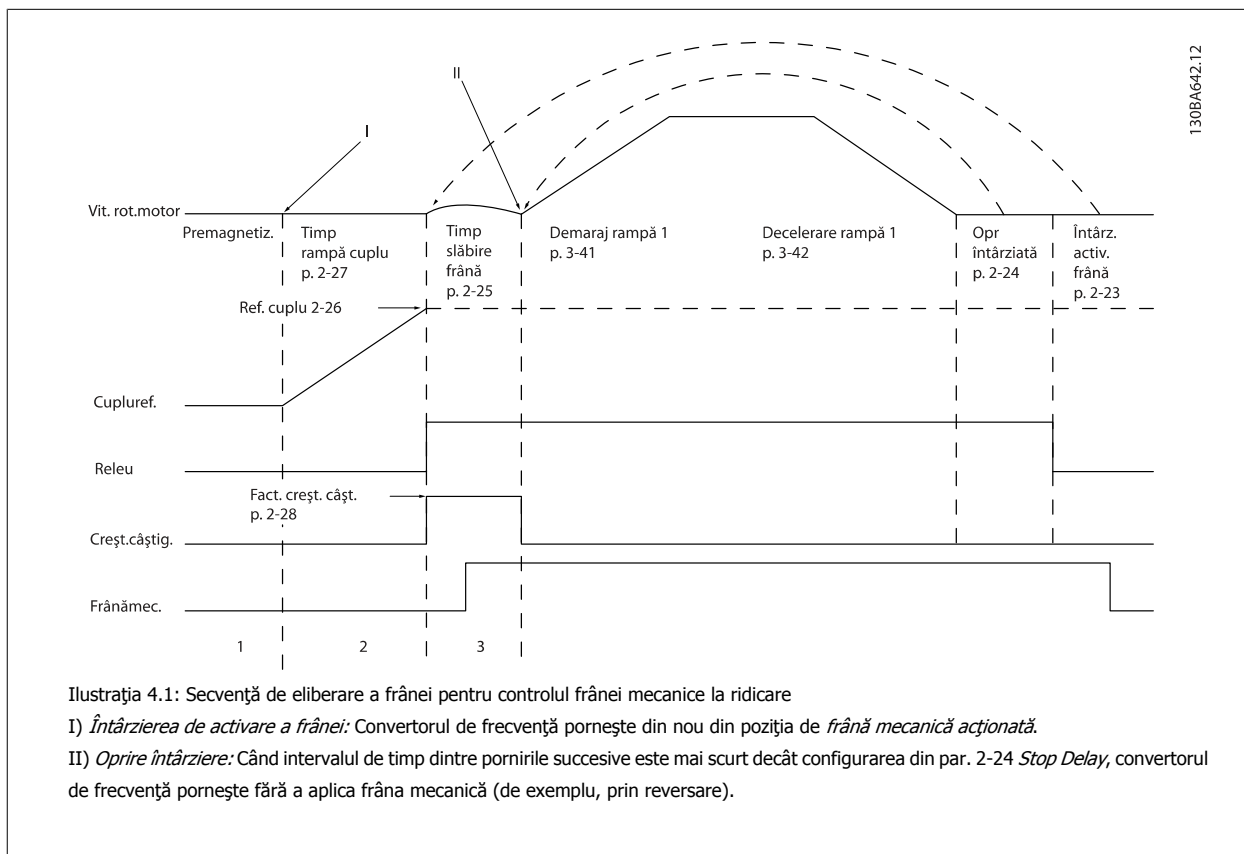 130BA642.12
II
I
Vit. rot.motor
Premagnetiz.
Timp
rampă cuplu
p. 2-27
Timp
slăbire
frână
p. 2-25
Demaraj rampă 1
p. 3-41
Decelerare rampă 1
p. 3-42
Opr
întârziată
p. 2-24
Întârz.
activ.
frână
p. 2-23
Ref. cuplu 2-26
Cupluref.
Releu
Fact. creşt. câşt.
p. 2-28
Creşt.câştig.
Frânămec.
1
2
3
Ilustraţia 4.1: Secvenţă de eliberare a frânei pentru controlul frânei mecanice la ridicare
I) Întârzierea de activare a frânei: Convertorul de frecvenţă porneşte din nou din poziţia de frână mecanică acţionată.
II) Oprire întârziere: Când intervalul de timp dintre pornirile succesive este mai scurt decât configurarea din par. 2-24 Stop Delay, convertorul
de frecvenţă porneşte fără a aplica frâna mecanică (de exemplu, prin reversare).